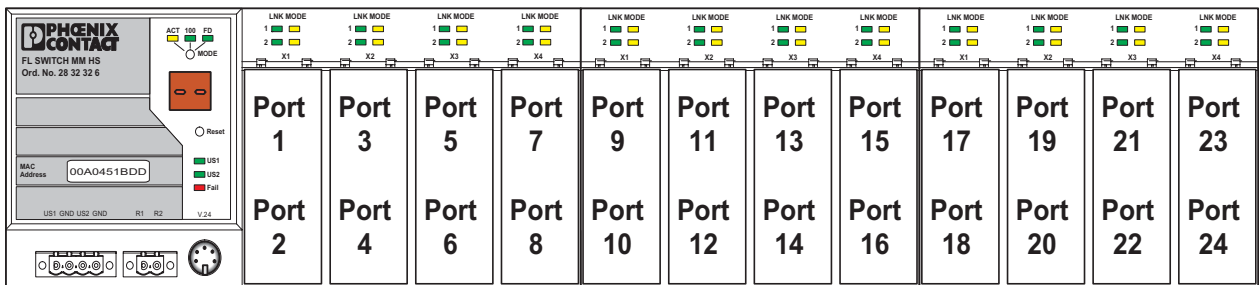 PHŒNIX
CONTACT
FL SWITCH MM HS
Ord. No. 28 32 32 6
ACT 100 FD
MODE
Reset
MAC
Address
00A0451BDD
US1
US2
Fail
US1 GND US2 GND R1 R2 V.24
LNK MODE LNK MODE LNK MODE LNK MODE LNK MODE LNK MODE LNK MODE LNK MODE LNK MODE LNK MODE LNK MODE LNK MODE
1 1 1 1 1 1 1 1 1 1 1 1
2 2 2 2 2 2 2 2 2 2 2 2
X1 X2 X3 X4 X1 X2 X3 X4 X1 X2 X3 X4
Port Port Port Port Port Port Port Port Port Port Port Port
1 3 5 7 9 11 13 15 17 19 21 23
Port Port Port Port Port Port Port Port Port Port Port Port
2 4 6 8 10 12 14 16 18 20 22 24